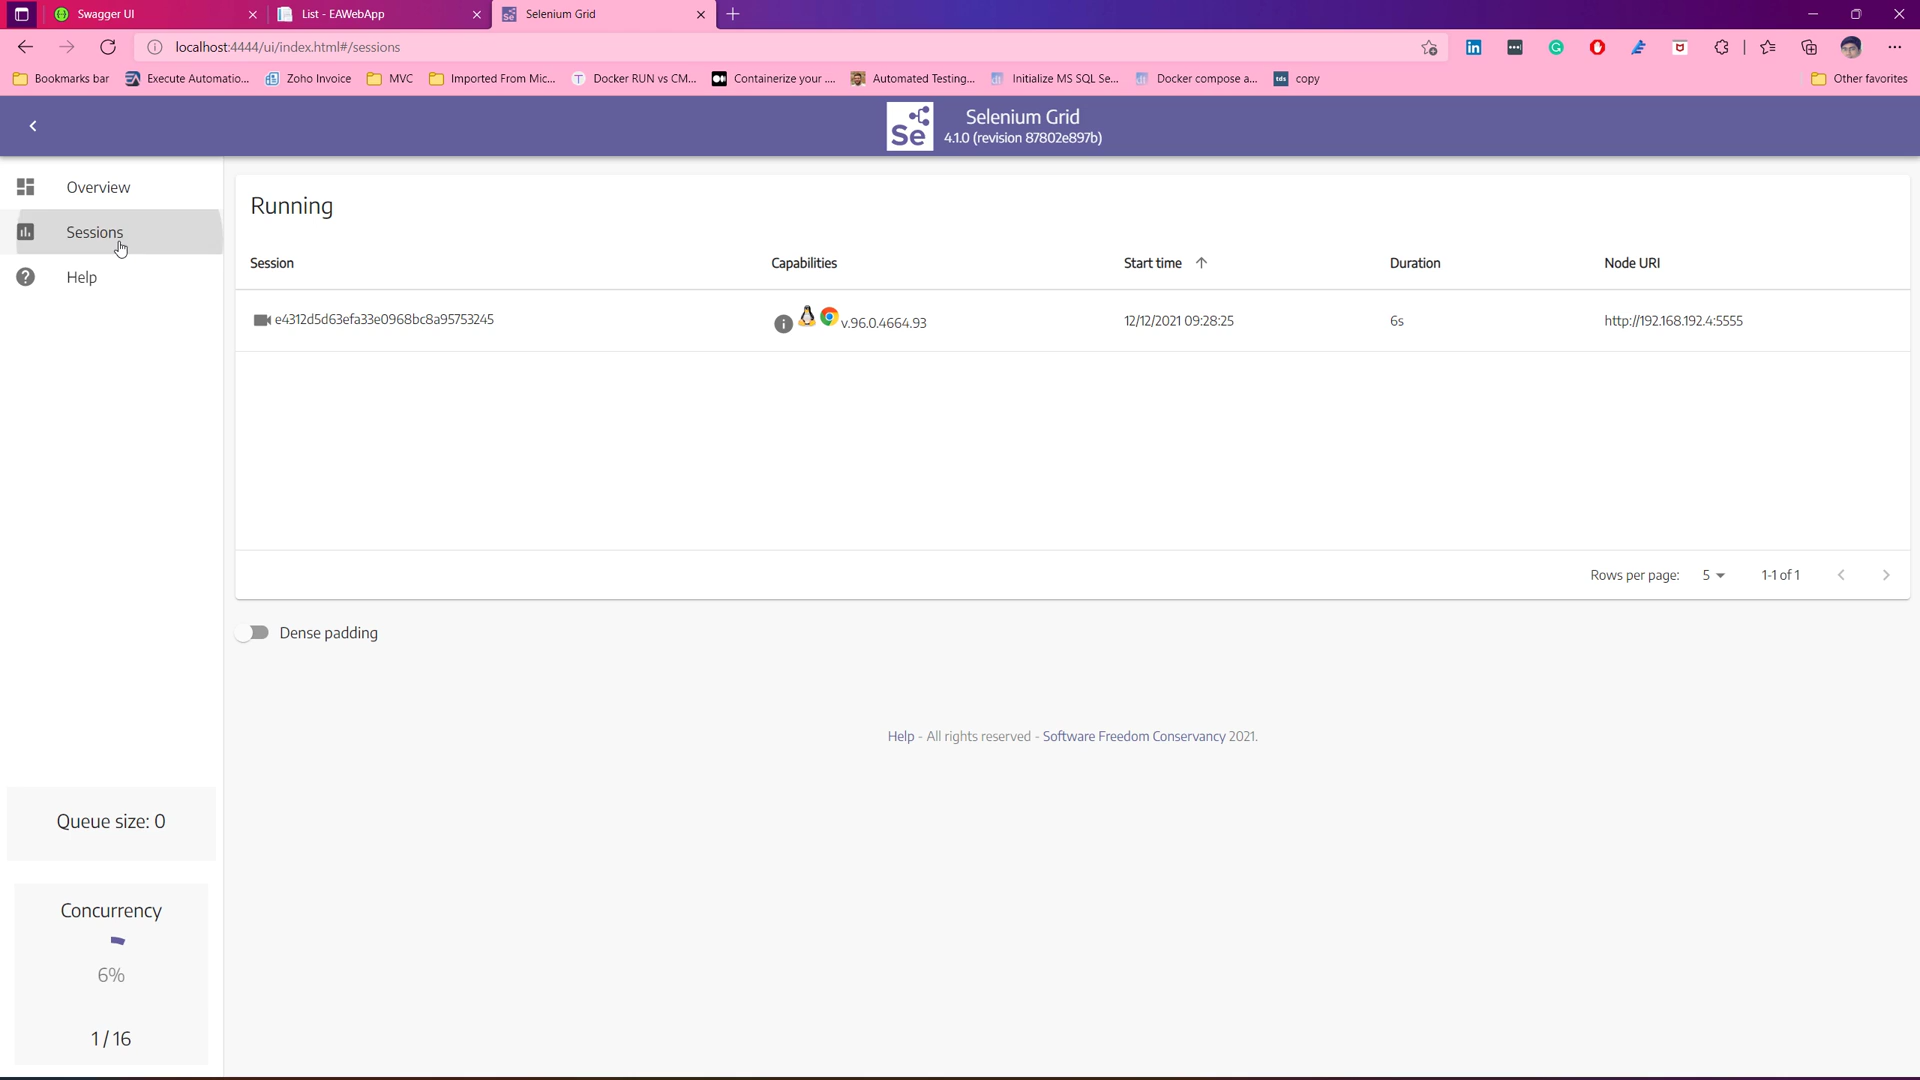 Swagger UI
List - EAWebApp
Selenium Grid
localhost:4444/ui/index.html#/sessions
Bookmarks bar
Execute Automatio...
Zoho Invoice
MVC
Imported From Mic...
Docker RUN vs CM...
Containerize your ....
Automated Testing...
Initialize MS SQL Se...
Docker compose a...
tds
copy
Other favorites
Se
Selenium Grid
4.1.0 (revision 87802e897b)
Overview
Sessions
Help
Running
Session Capabilities Start time Duration Node URI
e4312d5d63efa33e0968bc8a95753245 v.96.0.4664.93 12/12/2021 09:28:25 6s http://192.168.192.4:5555
Rows per page: 5 1-1 of 1
Dense padding
Help - All rights reserved - Software Freedom Conservancy 2021.
Queue size: 0
Concurrency
6%
1 / 16